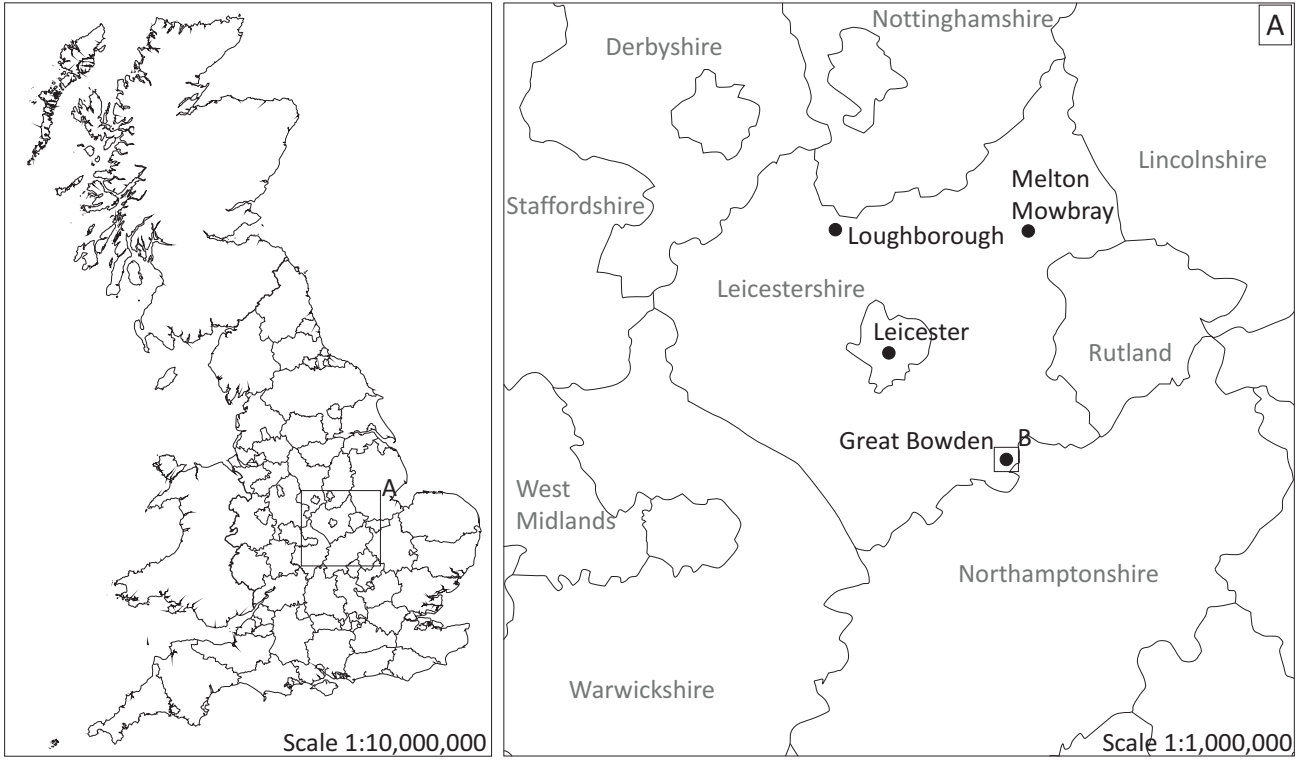 A
Scale 1:10,000,000
A
Nottinghamshire
Derbyshire
Lincolnshire
Melton
Mowbray
Staffordshire
Loughborough
Leicestershire
Leicester
Rutland
Great Bowden
B
West
Midlands
Northamptonshire
Warwickshire
Scale 1:1,000,000